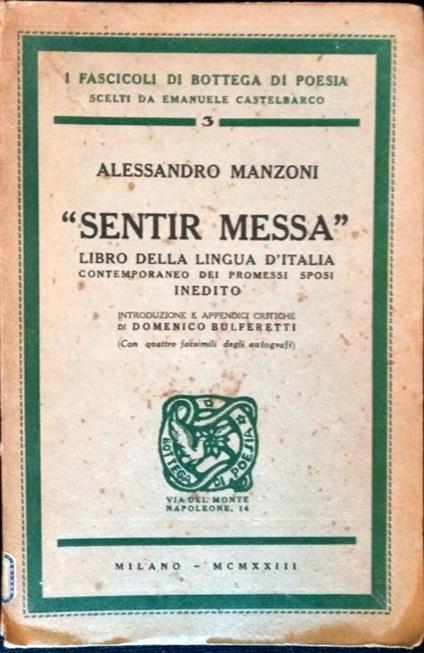 I FASCICOLI DI BOTTEGA DI POESIA
SCELTI DA EMANUELE CASTELBARCO
3
ALESSANDRO MANZONI
“SENTIR MESSA”
LIBRO DELLA LINGUA D'ITALIA
CONTEMPORANEO DEI PROMESSI SPOSI
INEDITO
INTRODUZIONE E APPENDICI CRITICHE
DI DOMENICO BULFERETTI
(Con quattro facsimili degli autografi)
BOTTEGA DI POESIA
VIA DEL MONTE
NAPOLEONE, 14
MILANO - MCMXXIII